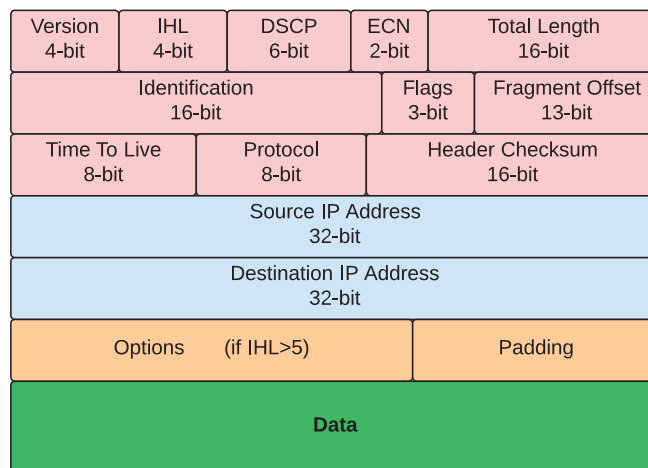 Version IHL DSCP ECN Total Length
4-bit 4-bit 6-bit 2-bit 16-bit
Identification Flags Fragment Offset
16-bit 3-bit 13-bit
Time To Live Protocol Header Checksum
8-bit 8-bit 16-bit
Source IP Address
32-bit
Destination IP Address
32-bit
Options (if IHL>5) Padding
Data